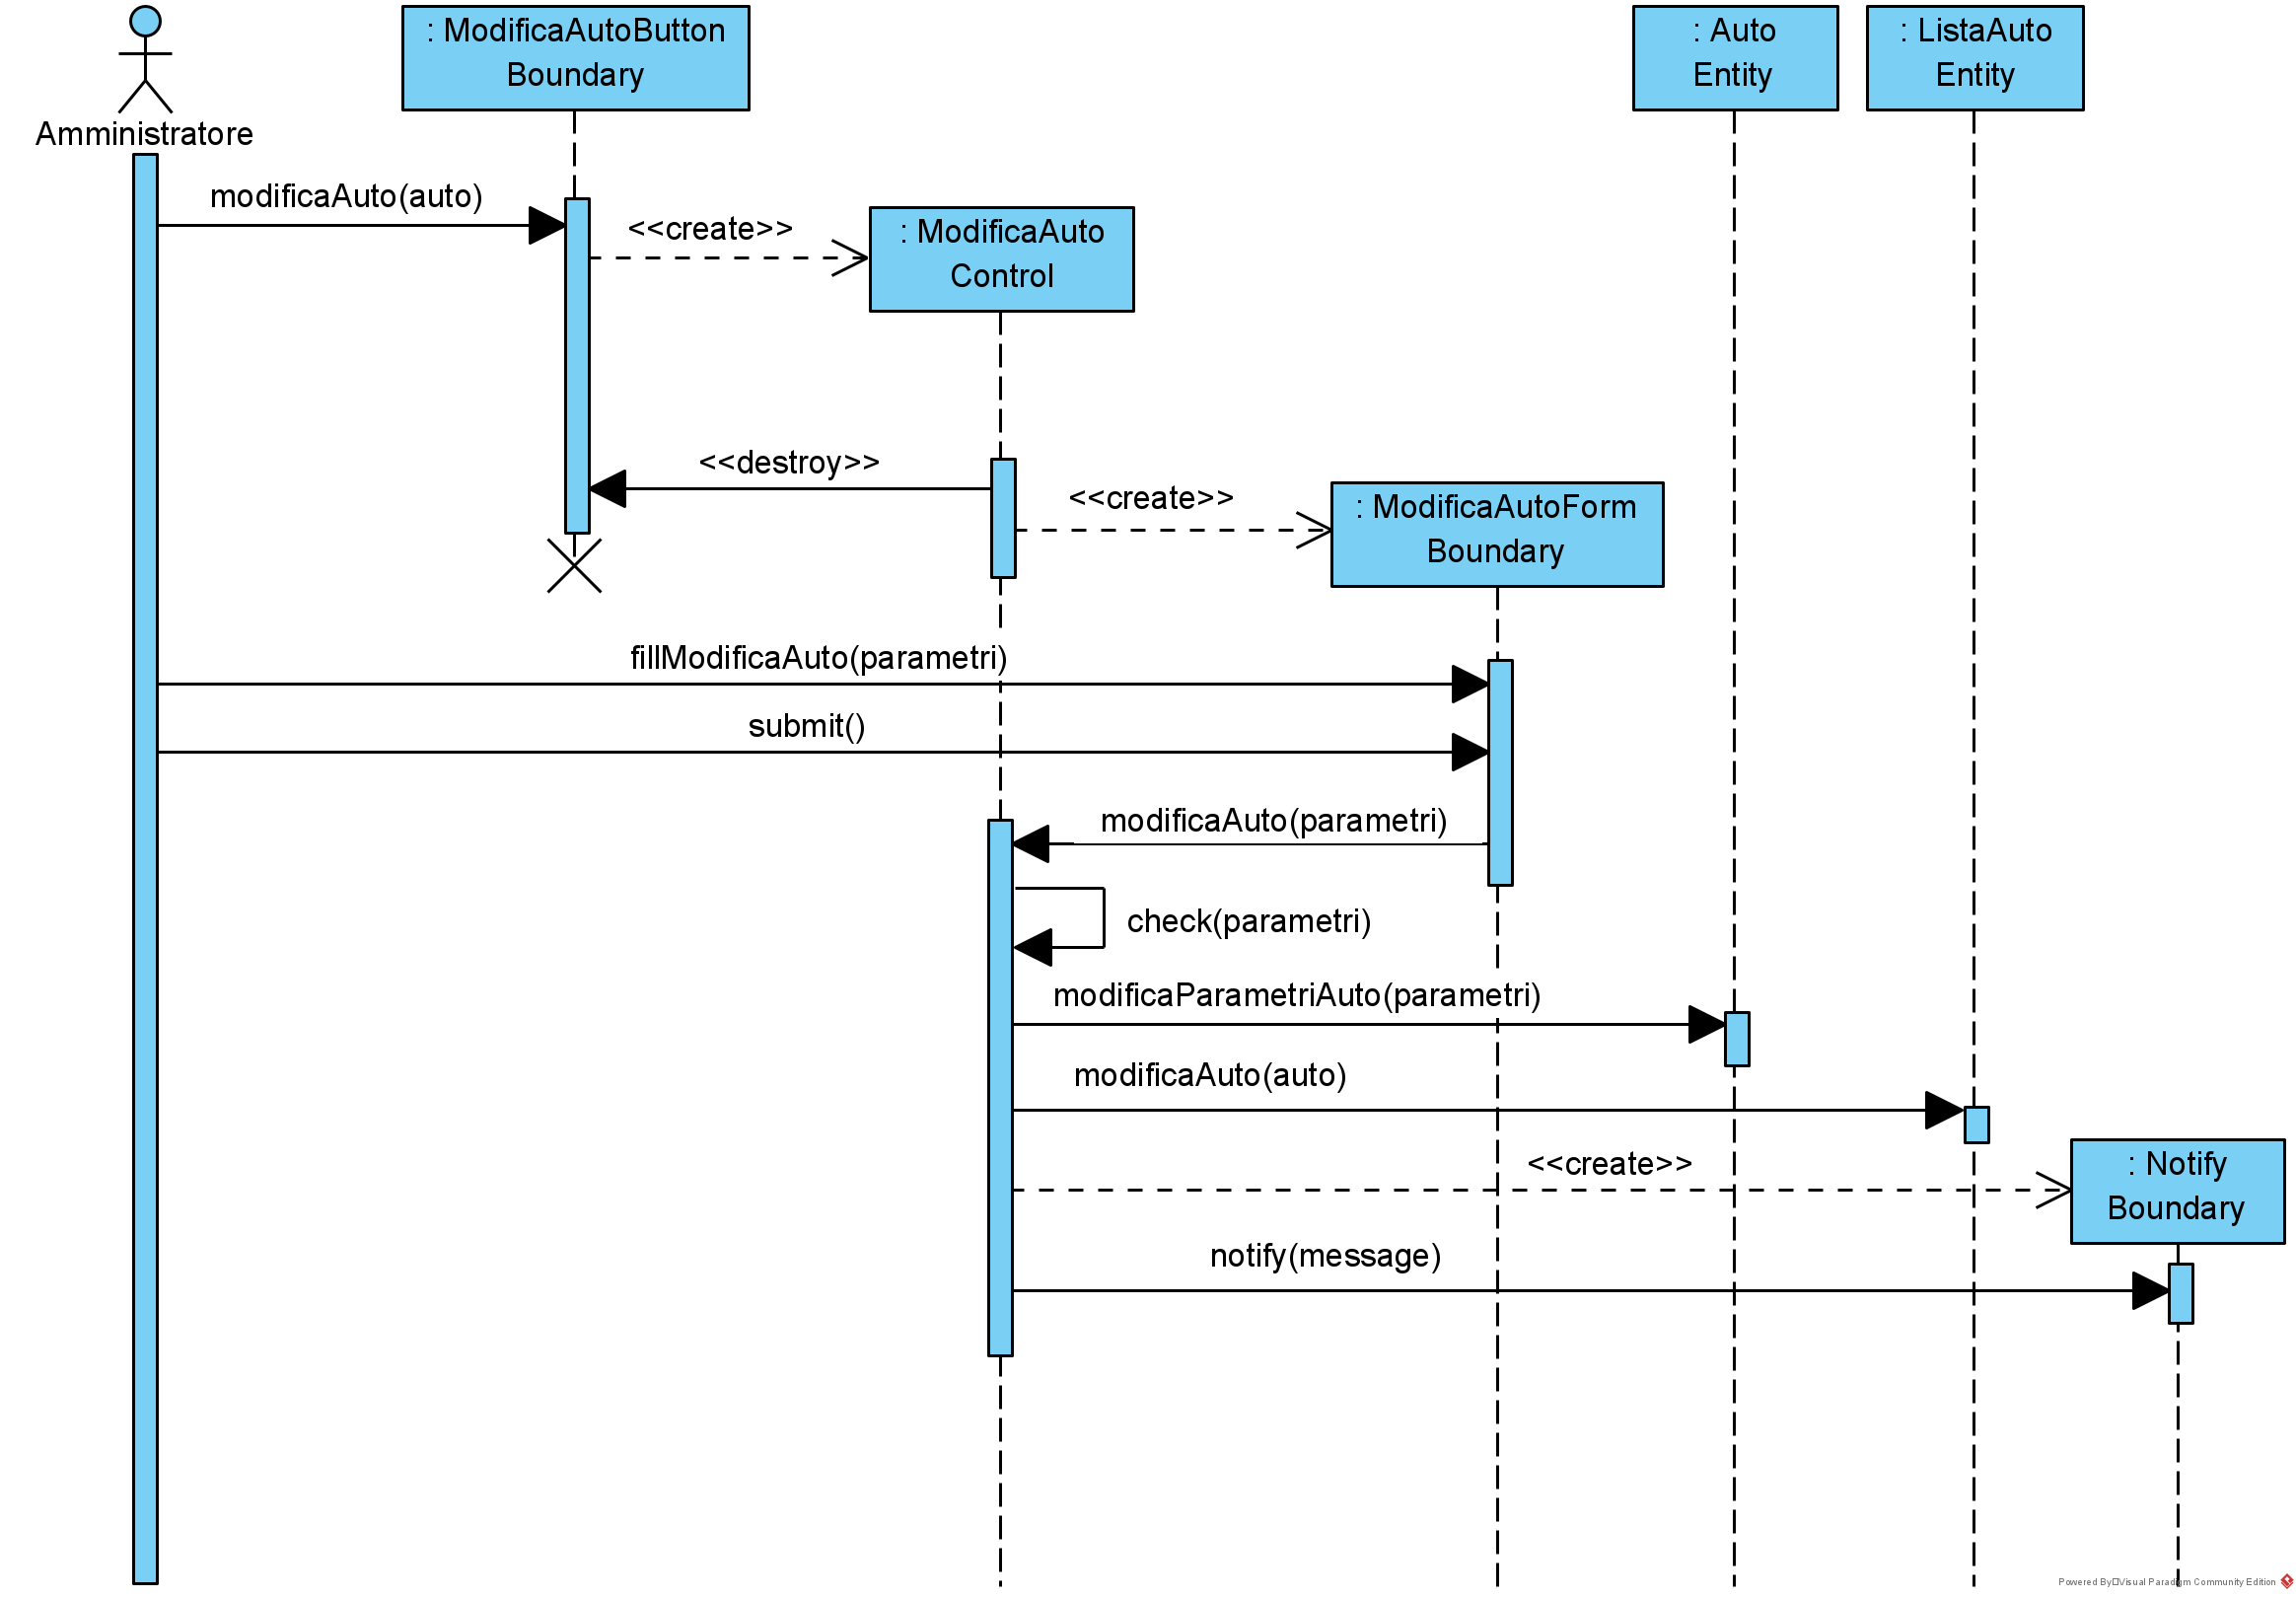 : ModificaAutoButton
Boundary
: Auto
Entity
: ListaAuto
Entity
Amministratore
modificaAuto(auto)
<<create>>
: ModificaAuto
Control
<<destroy>>
<<create>>
: ModificaAutoForm
Boundary
fillModificaAuto(parametri)
submit()
modificaAuto(parametri)
check(parametri)
modificaParametriAuto(parametri)
modificaAuto(auto)
<<create>>
: Notify
Boundary
notify(message)
Powered By Visual Paradigm Community Edition